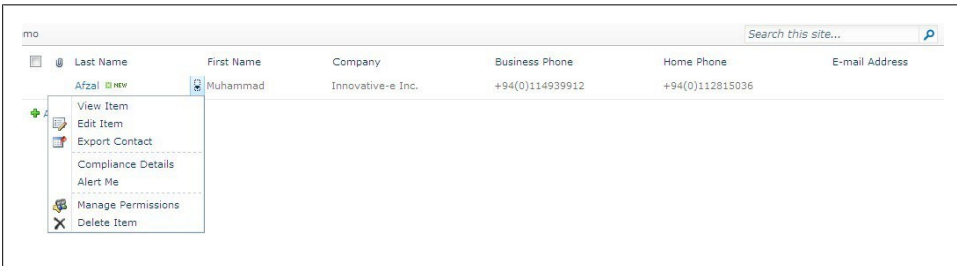 mo
Search this site...
Last Name First Name Company Business Phone Home Phone E-mail Address
Afzal NEW Muhammad Innovative-e Inc. +94(0)114939912 +94(0)112815036
A
View Item
Edit Item
Export Contact
Compliance Details
Alert Me
Manage Permissions
Delete Item